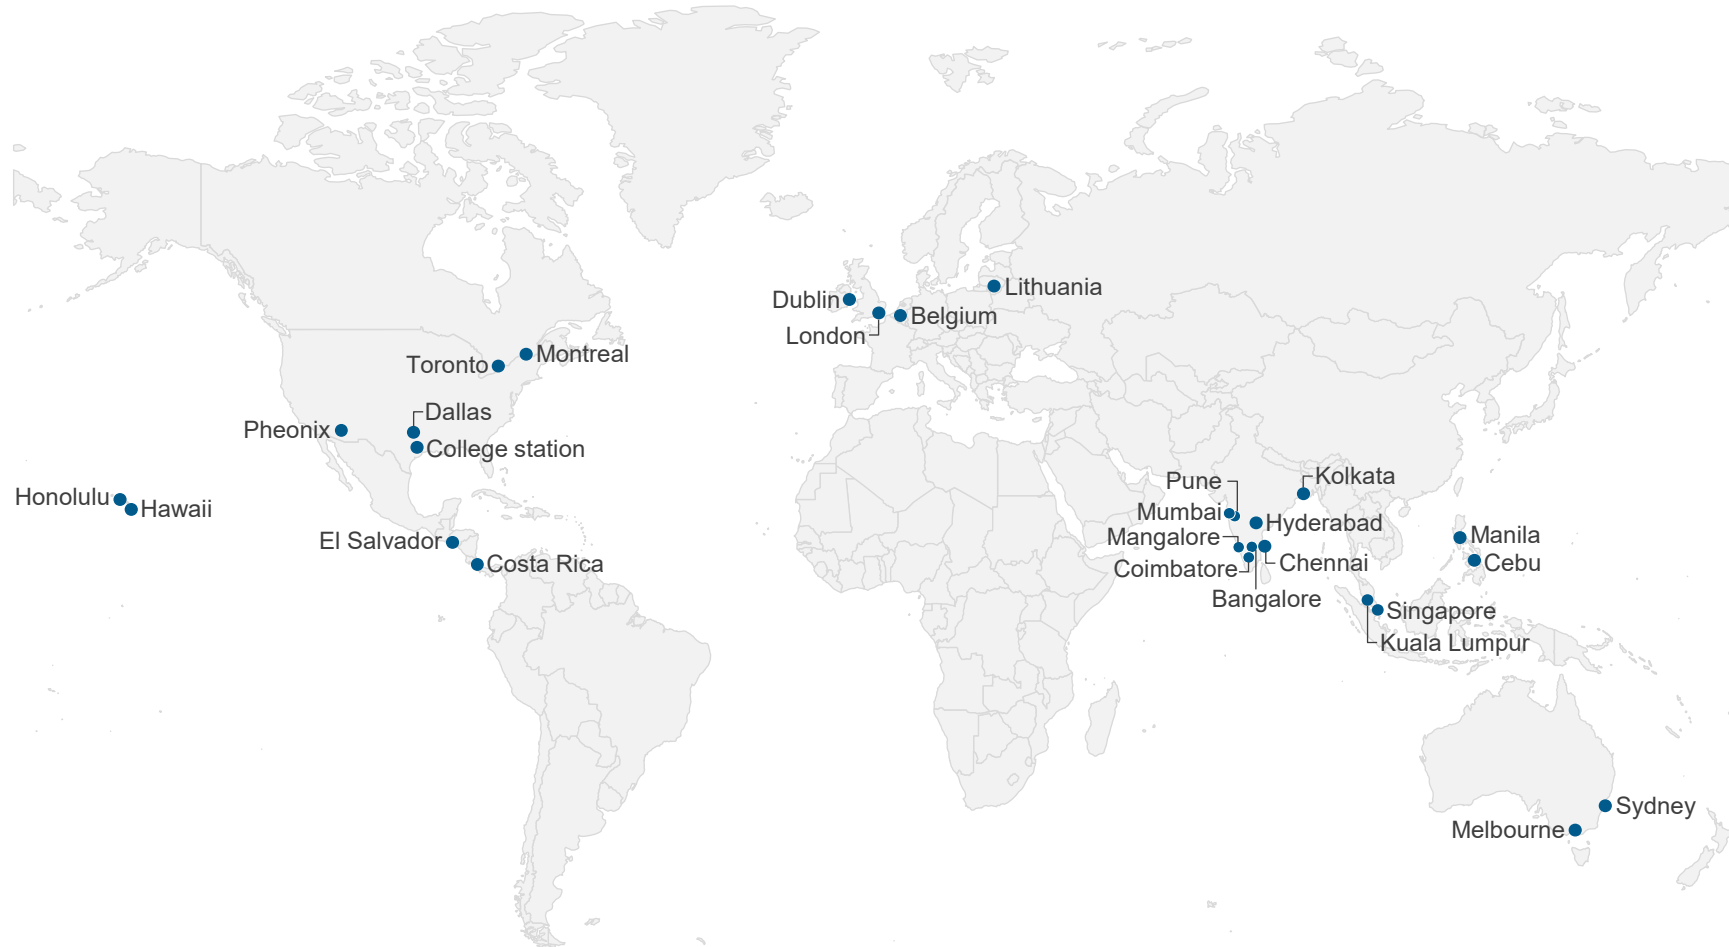 Lithuania
Dublin
Belgium
London
Montreal
Toronto
Dallas
Pheonix
College station
Kolkata
Pune
Honolulu
Hawaii
Mumbai
Hyderabad
Manila
Mangalore
El Salvador
Costa Rica
Chennai
Cebu
Coimbatore
Bangalore
Singapore
Kuala Lumpur
Sydney
Melbourne